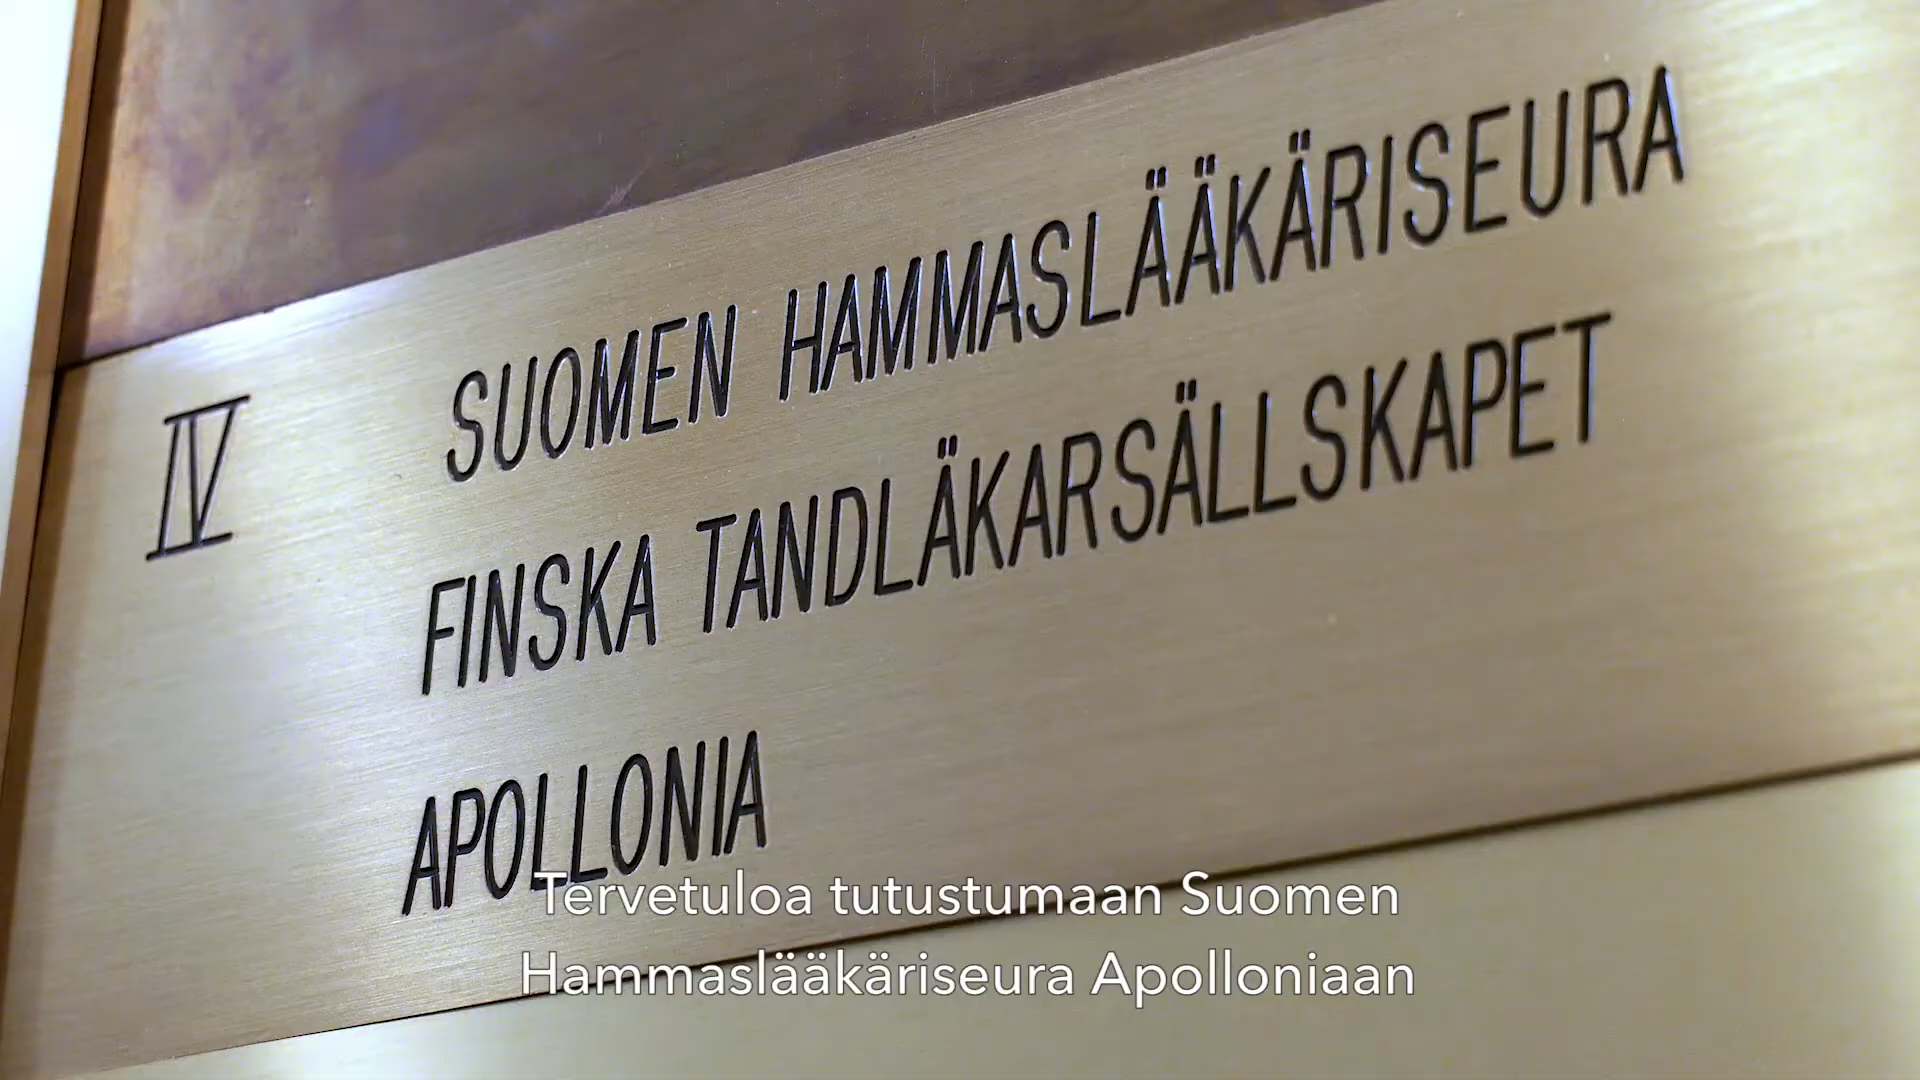 IV SUOMEN HAMMASLÄÄKÄRISEURA
FINSKA TANDLÄKARSÄLLSKAPET
APOLLONIA
Tervetuloa tutustumaan Suomen
Hammaslääkäriseura Apolloniaan